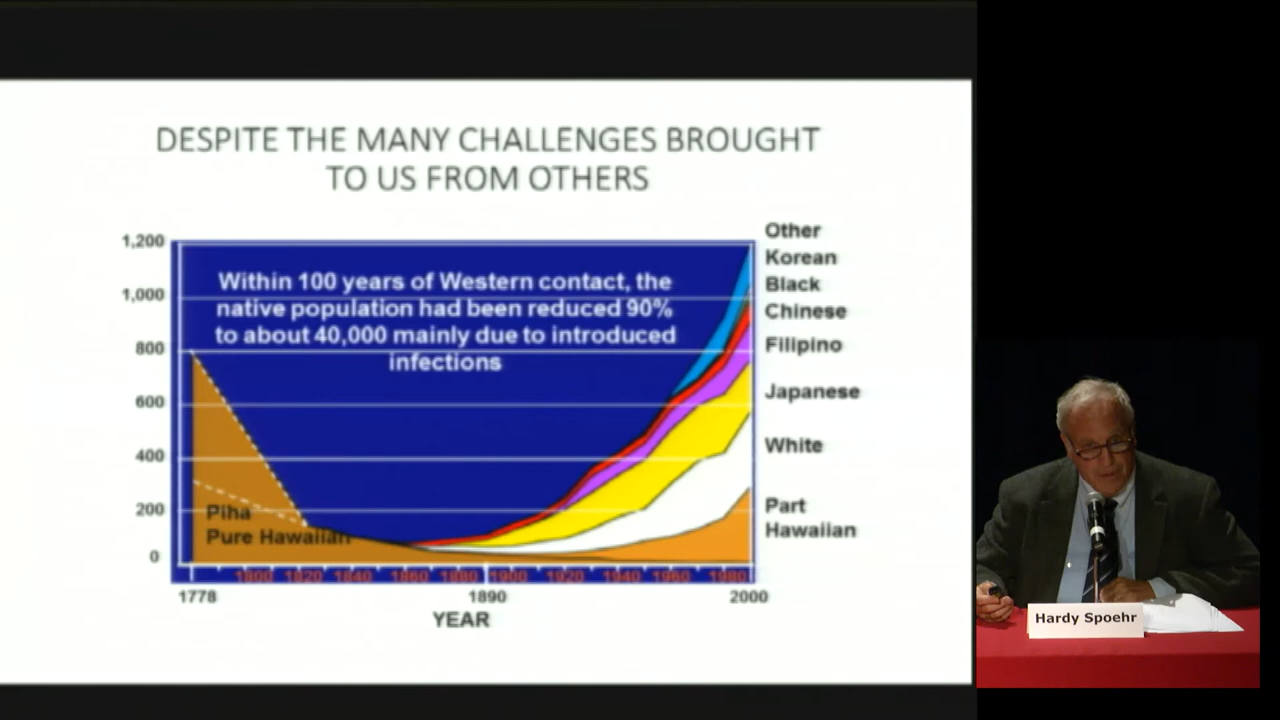 DESPITE THE MANY CHALLENGES BROUGHT
TO US FROM OTHERS
1,200
1,000
800
600
400
200
0
Within 100 years of Western contact, the
native population had been reduced 90%
to about 40,000 mainly due to introduced
infections
Piha
Pure Hawaiian
Other
Korean
Black
Chinese
Filipino
Japanese
White
Part
Hawaiian
1800 1820 1840 1860 1880 1900 1920 1940 1960 1980
1778 1890 2000
YEAR
Hardy Spoehr